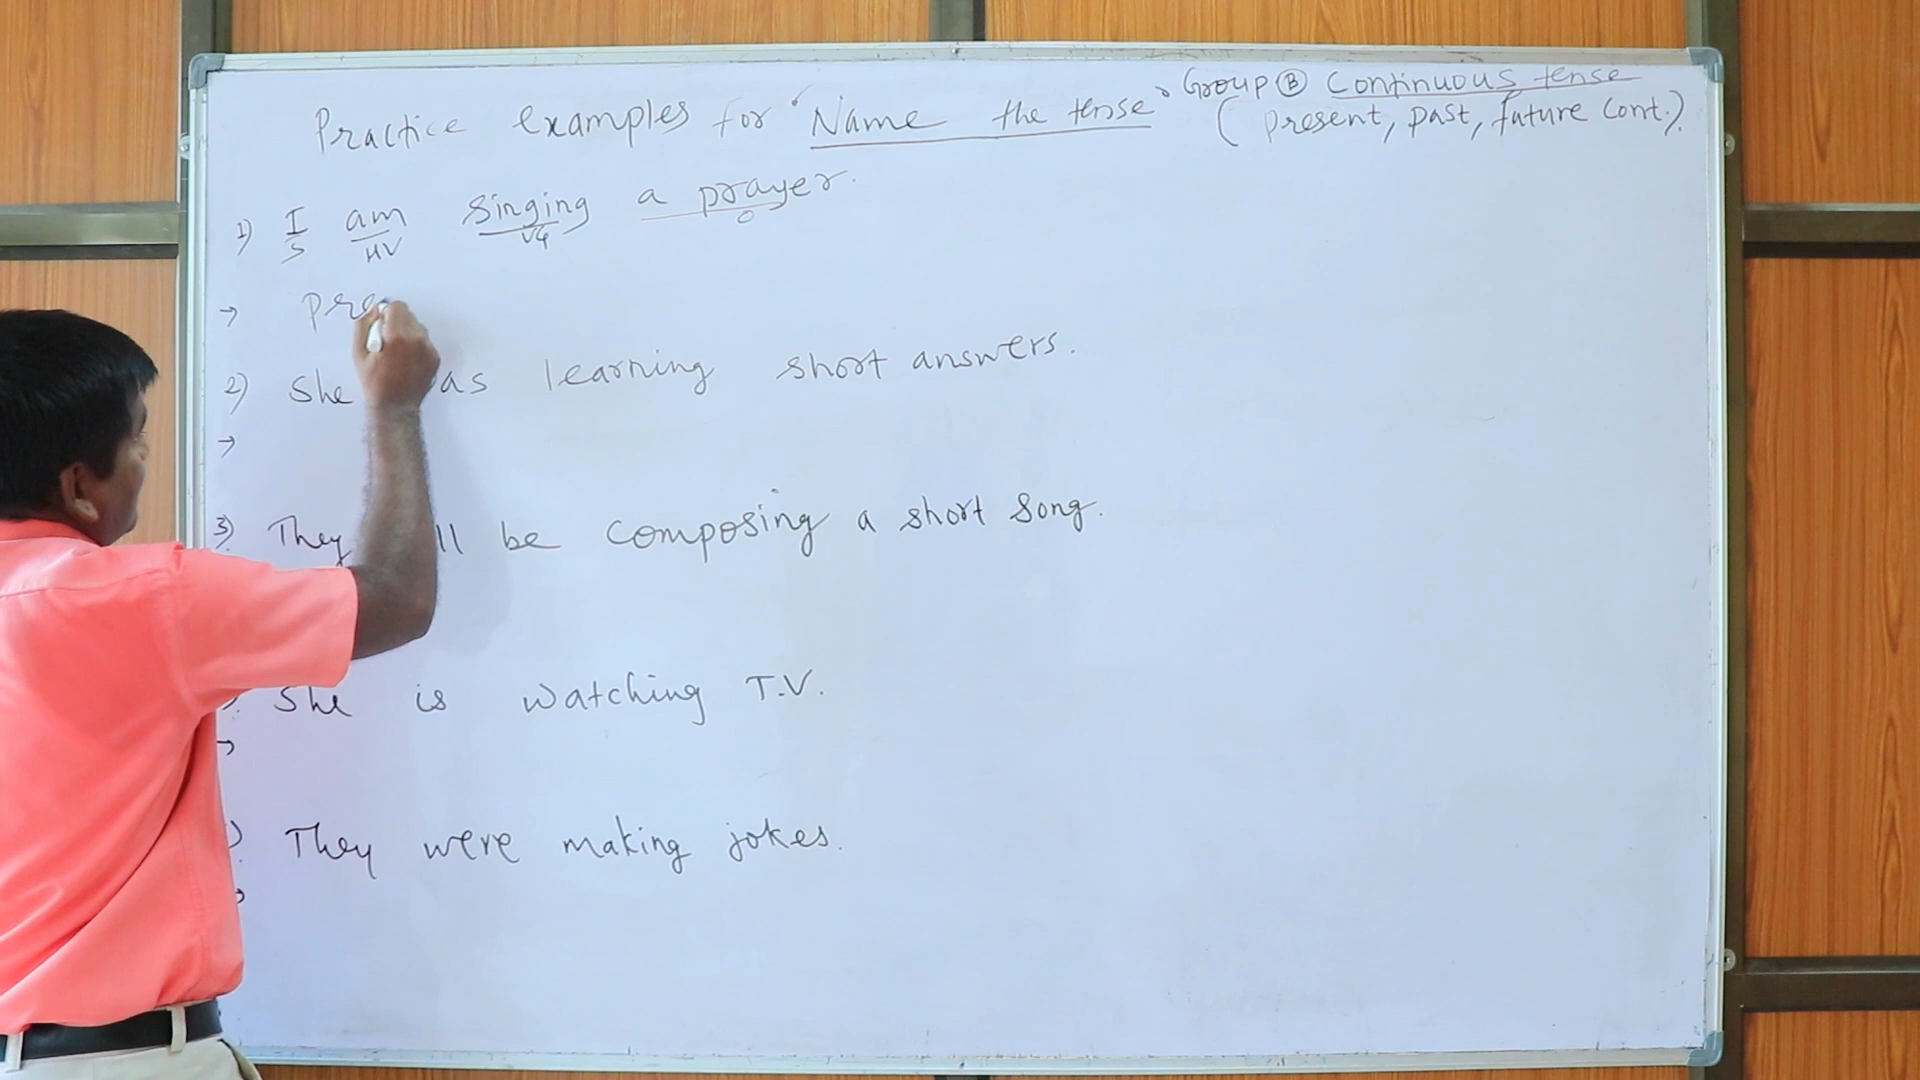 Practice examples for "Name the tense" Group Ⓑ Continuous tense
( Present, past, future cont.).
1) I am singing a prayer.
S HV V4 O
→ Pre
2) She as learning short answers.
→
3) They ll be composing a short song.
She is watching T.V.
→
They were making jokes.